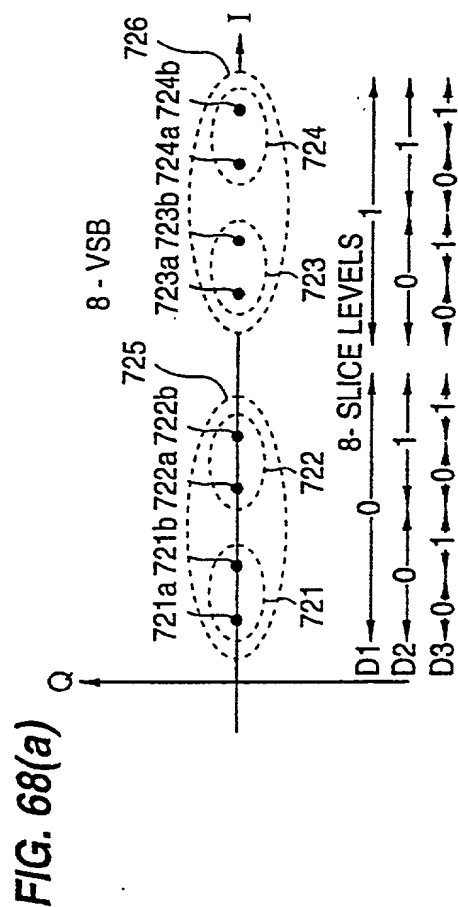 FIG. 68(a)
8 - VSB
Q
I
725
726
721a 721b 722a 722b 723a 723b 724a 724b
721 722 723 724
8- SLICE LEVELS
D1 0 1
D2 0 1 0 1
D3 0 1 0 1 0 1 0 1